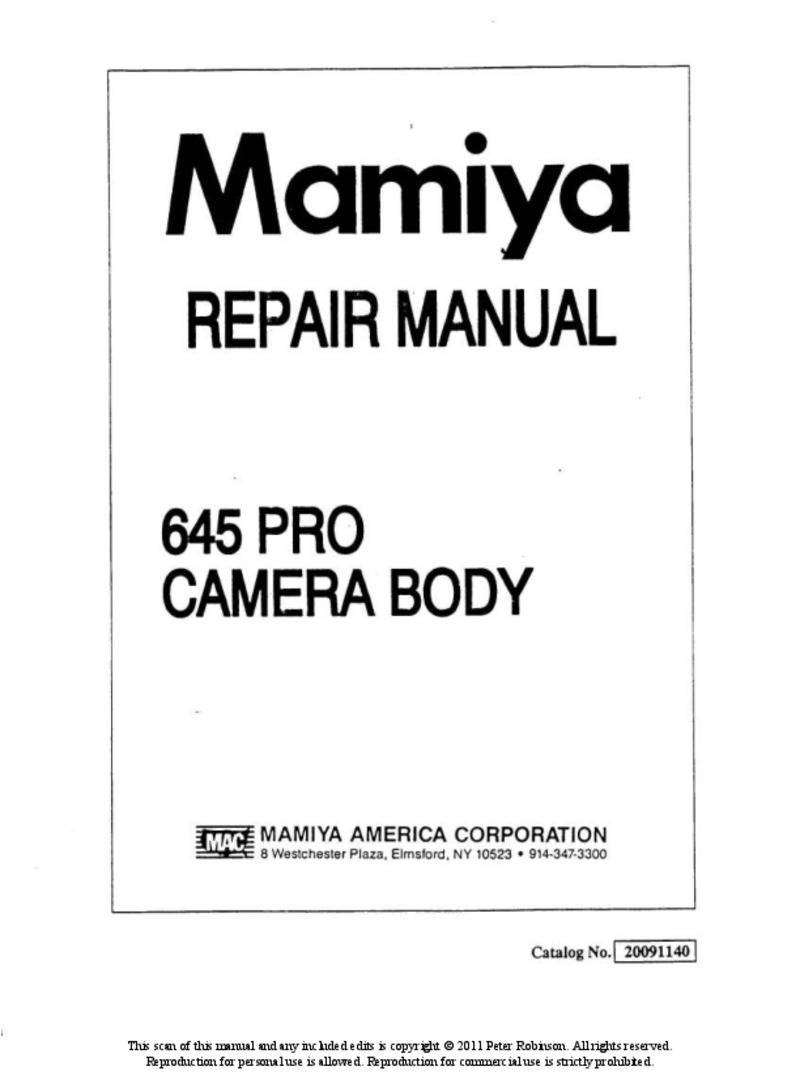 Mamiya
REPAIR MANUAL
645 PRO
CAMERA BODY
MAC MAMIYA AMERICA CORPORATION
8 Westchester Plaza, Elmsford, NY 10523 • 914-347-3300
Catalog No. 20091140
This scan of this manual and any included edits is copyright © 2011 Peter Robinson. All rights reserved.
Reproduction for personal use is allowed. Reproduction for commercial use is strictly prohibited.